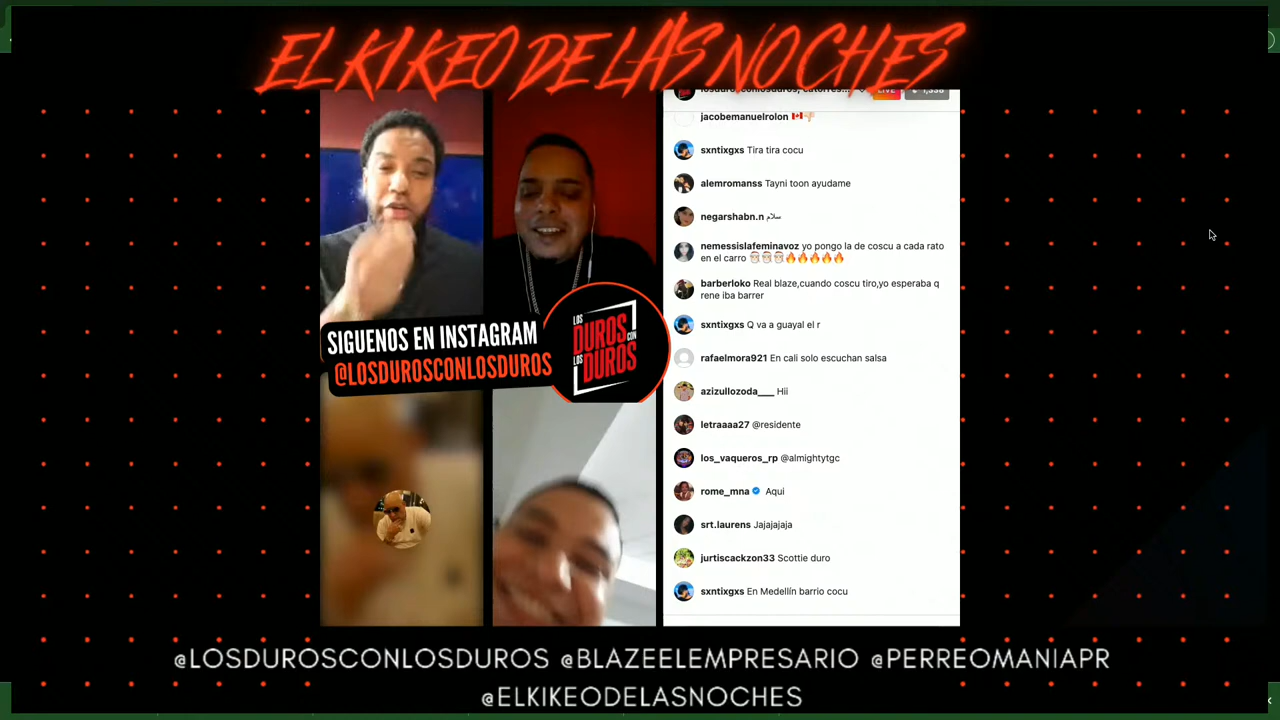 EL KIKEO DE LAS NOCHES
LIVE
jacobemanuelrolon 🇨🇦👎🏻
sxntixgxs Tira tira cocu
alemromanss Tayni toon ayudame
negarshabn.n سلام
nemessislafeminavoz yo pongo la de coscu a cada rato
en el carro 🎅🏻🎅🏻🎅🏻🔥🔥🔥🔥🔥
barberloko Real blaze,cuando coscu tiro,yo esperaba q
rene iba barrer
sxntixgxs Q va a guayal el r
rafaelmora921 En cali solo escuchan salsa
azizullozoda____ Hii
letraaaa27 @residente
los_vaqueros_rp @almightytgc
rome_mna Aqui
srt.laurens Jajajajaja
jurtiscackzon33 Scottie duro
sxntixgxs En Medellín barrio cocu
SIGUENOS EN INSTAGRAM
@LOSDUROSCONLOSDUROS
LOS
DUROS CON
LOS DUROS
@LOSDUROSCONLOSDUROS @BLAZEELEMPRESARIO @PERREOMANIAPR
@ELKIKEODELASNOCHES